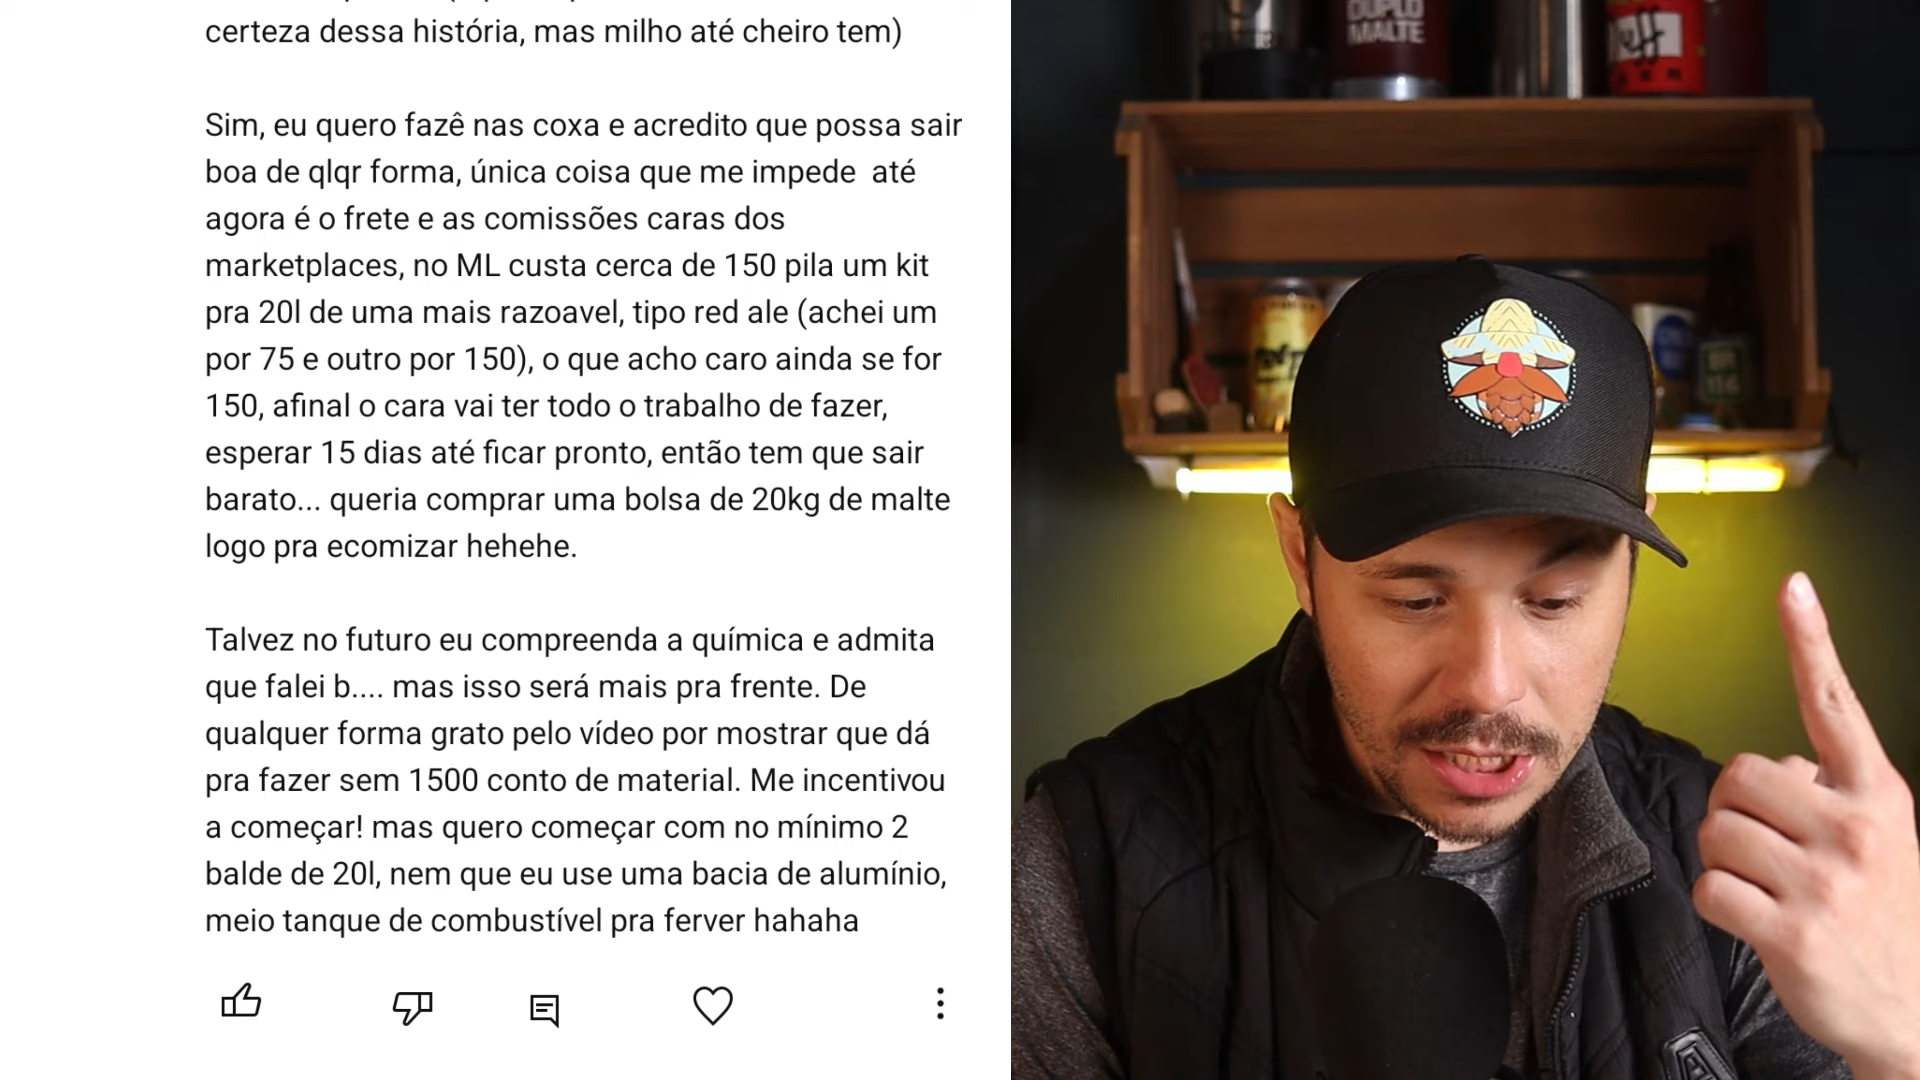 certeza dessa história, mas milho até cheiro tem)
Sim, eu quero fazê nas coxa e acredito que possa sair
boa de qlqr forma, única coisa que me impede  até
agora é o frete e as comissões caras dos
marketplaces, no ML custa cerca de 150 pila um kit
pra 20l de uma mais razoavel, tipo red ale (achei um
por 75 e outro por 150), o que acho caro ainda se for
150, afinal o cara vai ter todo o trabalho de fazer,
esperar 15 dias até ficar pronto, então tem que sair
barato... queria comprar uma bolsa de 20kg de malte
logo pra ecomizar hehehe.
Talvez no futuro eu compreenda a química e admita
que falei b.... mas isso será mais pra frente. De
qualquer forma grato pelo vídeo por mostrar que dá
pra fazer sem 1500 conto de material. Me incentivou
a começar! mas quero começar com no mínimo 2
balde de 20l, nem que eu use uma bacia de alumínio,
meio tanque de combustível pra ferver hahaha
DUPLO
MALTE